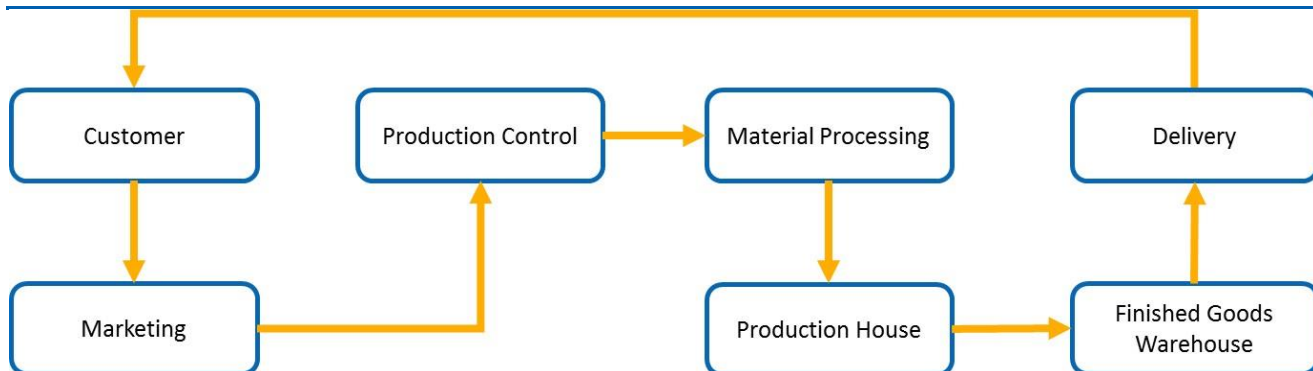 Customer
Production Control
Material Processing
Delivery
Marketing
Production House
Finished Goods
Warehouse